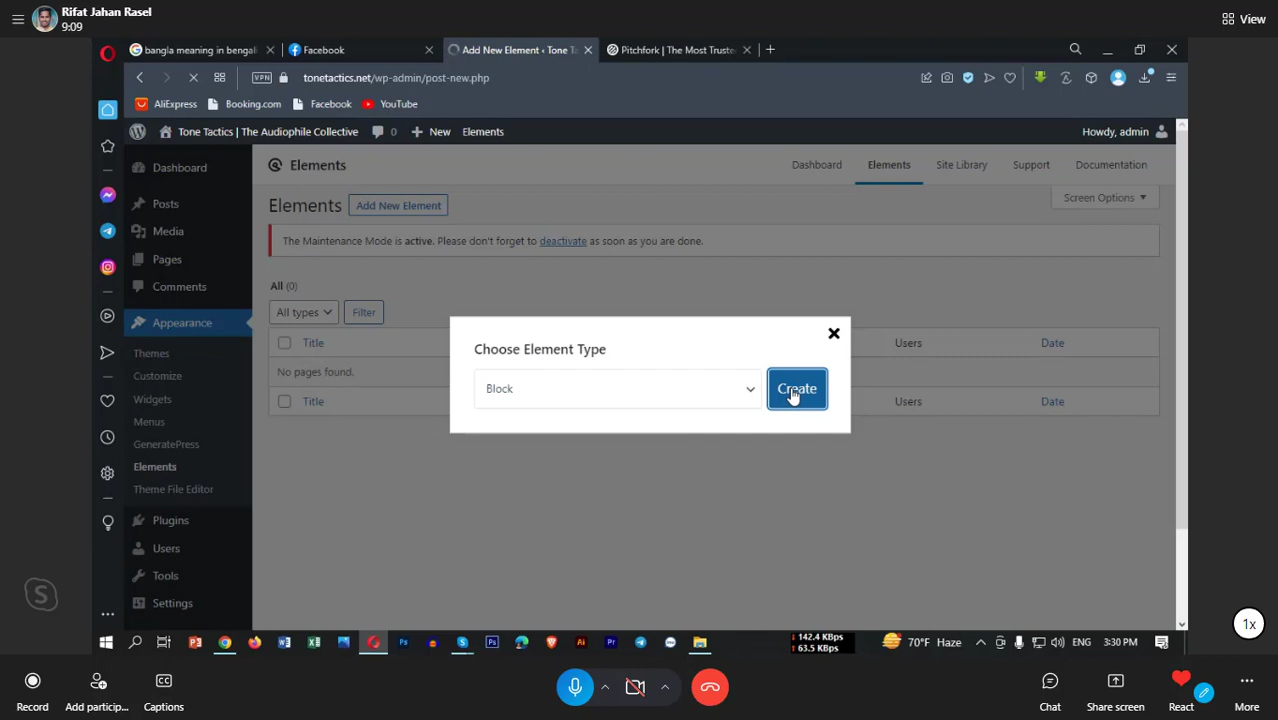 Rifat Jahan Rasel
9:09
View
bangla meaning in bengali
Facebook
Add New Element ‹ Tone Ta
Pitchfork | The Most Truste
VPN
tonetactics.net/wp-admin/post-new.php
AliExpress
Booking.com
Facebook
YouTube
Tone Tactics | The Audiophile Collective
0
New
Elements
Howdy, admin
Dashboard
Posts
Media
Pages
Comments
Appearance
Themes
Customize
Widgets
Menus
GeneratePress
Elements
Theme File Editor
Plugins
Users
Tools
Settings
Elements
Dashboard
Elements
Site Library
Support
Documentation
Elements
Add New Element
Screen Options
The Maintenance Mode is active. Please don't forget to deactivate as soon as you are done.
All (0)
All types
Filter
Title
Users
Date
No pages found.
Title
Users
Date
Choose Element Type
Block
Create
1x
142.4 KBps
63.5 KBps
70°F Haze
ENG
3:30 PM
Record
Add particip...
Captions
Chat
Share screen
React
More